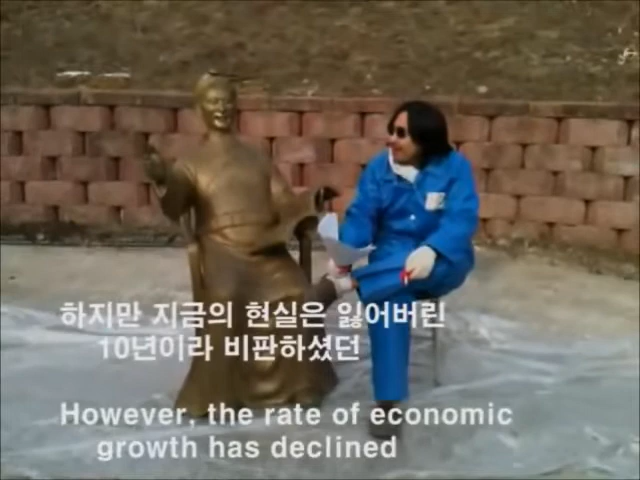 하지만 지금의 현실은 잃어버린
10년이라 비판하셨던
However, the rate of economic
growth has declined